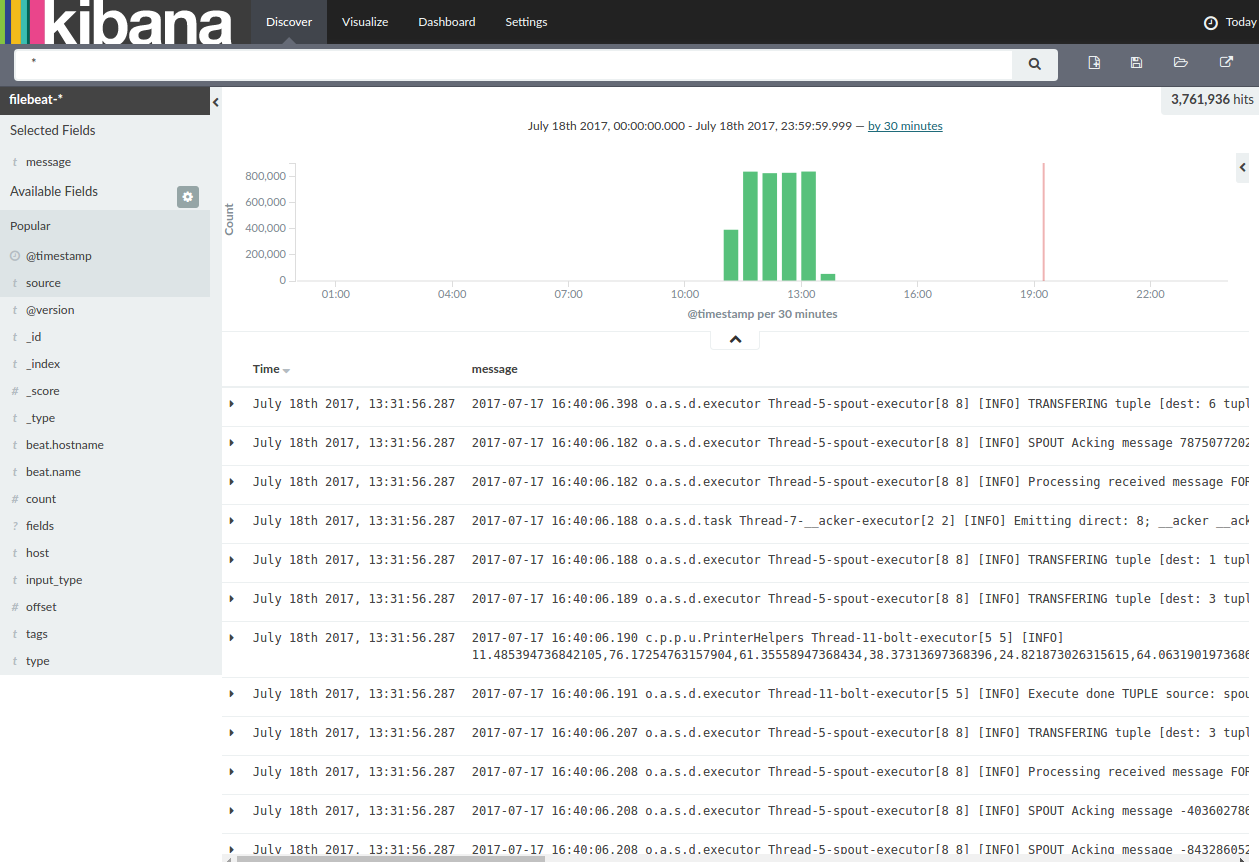 kibana
Discover Visualize Dashboard Settings Today
*
filebeat-*
3,761,936 hits
Selected Fields
t message
Available Fields
Popular
@timestamp
t source
t @version
t _id
t _index
# _score
t _type
t beat.hostname
t beat.name
# count
? fields
t host
t input_type
# offset
t tags
t type
July 18th 2017, 00:00:00.000 - July 18th 2017, 23:59:59.999 — by 30 minutes
Count
800,000
600,000
400,000
200,000
0
01:00 04:00 07:00 10:00 13:00 16:00 19:00 22:00
@timestamp per 30 minutes
Time message
July 18th 2017, 13:31:56.287 2017-07-17 16:40:06.398 o.a.s.d.executor Thread-5-spout-executor[8 8] [INFO] TRANSFERING tuple [dest: 6 tupl
July 18th 2017, 13:31:56.287 2017-07-17 16:40:06.182 o.a.s.d.executor Thread-5-spout-executor[8 8] [INFO] SPOUT Acking message 7875077202
July 18th 2017, 13:31:56.287 2017-07-17 16:40:06.182 o.a.s.d.executor Thread-5-spout-executor[8 8] [INFO] Processing received message FOR
July 18th 2017, 13:31:56.287 2017-07-17 16:40:06.188 o.a.s.d.task Thread-7-__acker-executor[2 2] [INFO] Emitting direct: 8; __acker __ack
July 18th 2017, 13:31:56.287 2017-07-17 16:40:06.188 o.a.s.d.executor Thread-5-spout-executor[8 8] [INFO] TRANSFERING tuple [dest: 1 tupl
July 18th 2017, 13:31:56.287 2017-07-17 16:40:06.189 o.a.s.d.executor Thread-5-spout-executor[8 8] [INFO] TRANSFERING tuple [dest: 3 tupl
July 18th 2017, 13:31:56.287 2017-07-17 16:40:06.190 c.p.p.u.PrinterHelpers Thread-11-bolt-executor[5 5] [INFO]
11.485394736842105,76.17254763157904,61.35558947368434,38.37313697368396,24.821873026315615,64.0631901973686
July 18th 2017, 13:31:56.287 2017-07-17 16:40:06.191 o.a.s.d.executor Thread-11-bolt-executor[5 5] [INFO] Execute done TUPLE source: spou
July 18th 2017, 13:31:56.287 2017-07-17 16:40:06.207 o.a.s.d.executor Thread-5-spout-executor[8 8] [INFO] TRANSFERING tuple [dest: 3 tupl
July 18th 2017, 13:31:56.287 2017-07-17 16:40:06.208 o.a.s.d.executor Thread-5-spout-executor[8 8] [INFO] Processing received message FOR
July 18th 2017, 13:31:56.287 2017-07-17 16:40:06.208 o.a.s.d.executor Thread-5-spout-executor[8 8] [INFO] SPOUT Acking message -403602786
July 18th 2017, 13:31:56.287 2017-07-17 16:40:06.208 o.a.s.d.executor Thread-5-spout-executor[8 8] [INFO] SPOUT Acking message -843286052